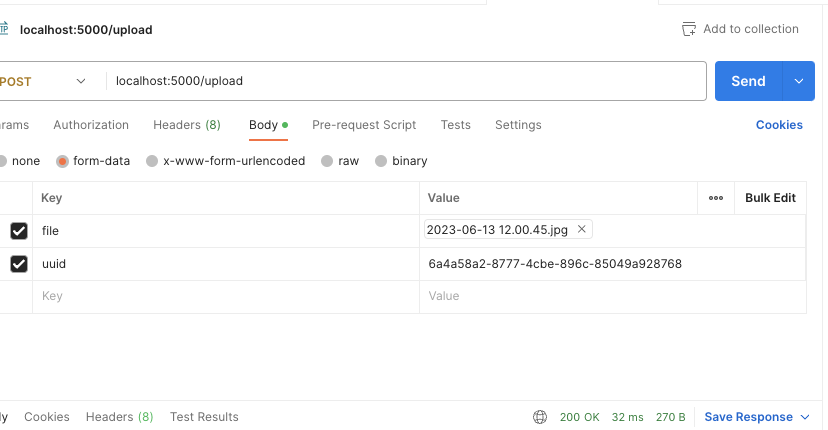 localhost:5000/upload
Add to collection
POST
localhost:5000/upload
Send
Authorization Headers (8) Body Pre-request Script Tests Settings Cookies
none form-data x-www-form-urlencoded raw binary
Key Value Bulk Edit
file 2023-06-13 12.00.45.jpg
uuid 6a4a58a2-8777-4cbe-896c-85049a928768
Key Value
Cookies Headers (8) Test Results 200 OK 32 ms 270 B Save Response